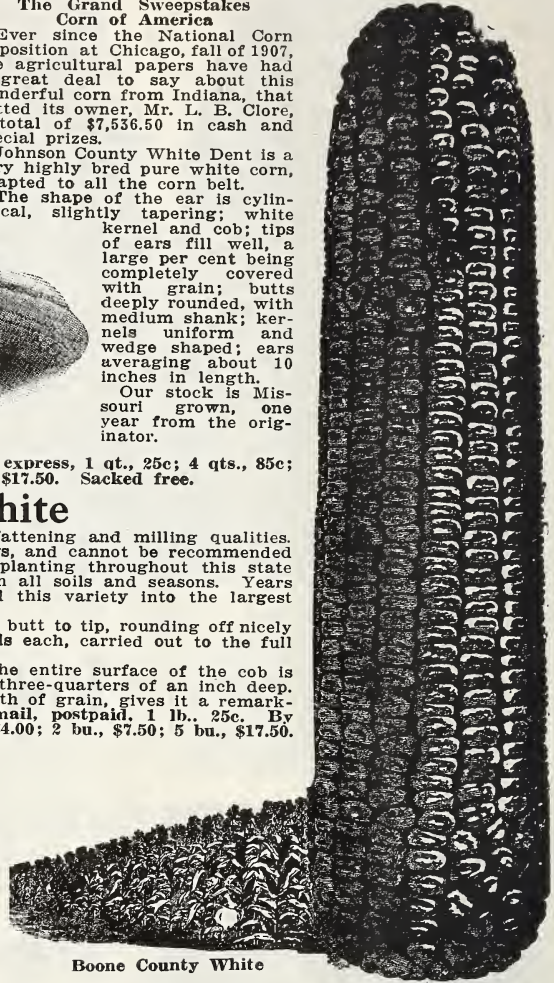 The Grand Sweepstakes
Corn of America
Ever since the National Corn
position at Chicago, fall of 1907,
e agricultural papers have had
great deal to say about this
nderful corn from Indiana, that
tted its owner, Mr. L. B. Clore,
total of $7,536.50 in cash and
ecial prizes.
Johnson County White Dent is a
ry highly bred pure white corn,
apted to all the corn belt.
The shape of the ear is cylin-
cal, slightly tapering; white
kernel and cob; tips
of ears fill well, a
large per cent being
completely covered
with grain; butts
deeply rounded, with
medium shank; ker-
nels uniform and
wedge shaped; ears
averaging about 10
inches in length.
Our stock is Mis-
souri grown, one
year from the orig-
inator.
express, 1 qt., 25c; 4 qts., 85c;
$17.50. Sacked free.
hite
fattening and milling qualities.
s, and cannot be recommended
planting throughout this state
n all soils and seasons. Years
l this variety into the largest
butt to tip, rounding off nicely
ls each, carried out to the full
he entire surface of the cob is
three-quarters of an inch deep.
th of grain, gives it a remark-
mail, postpaid, 1 lb., 25c. By
4.00; 2 bu., $7.50; 5 bu., $17.50.
Boone County White